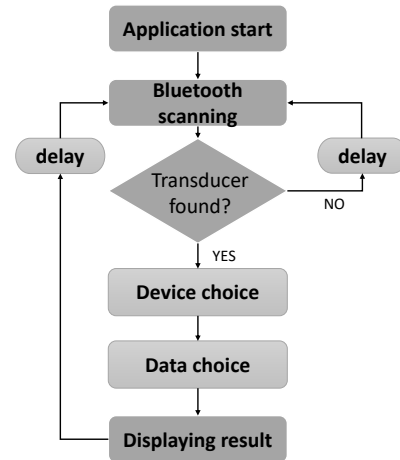 Application start
Bluetooth
scanning
delay
delay
Transducer
found?
NO
YES
Device choice
Data choice
Displaying result